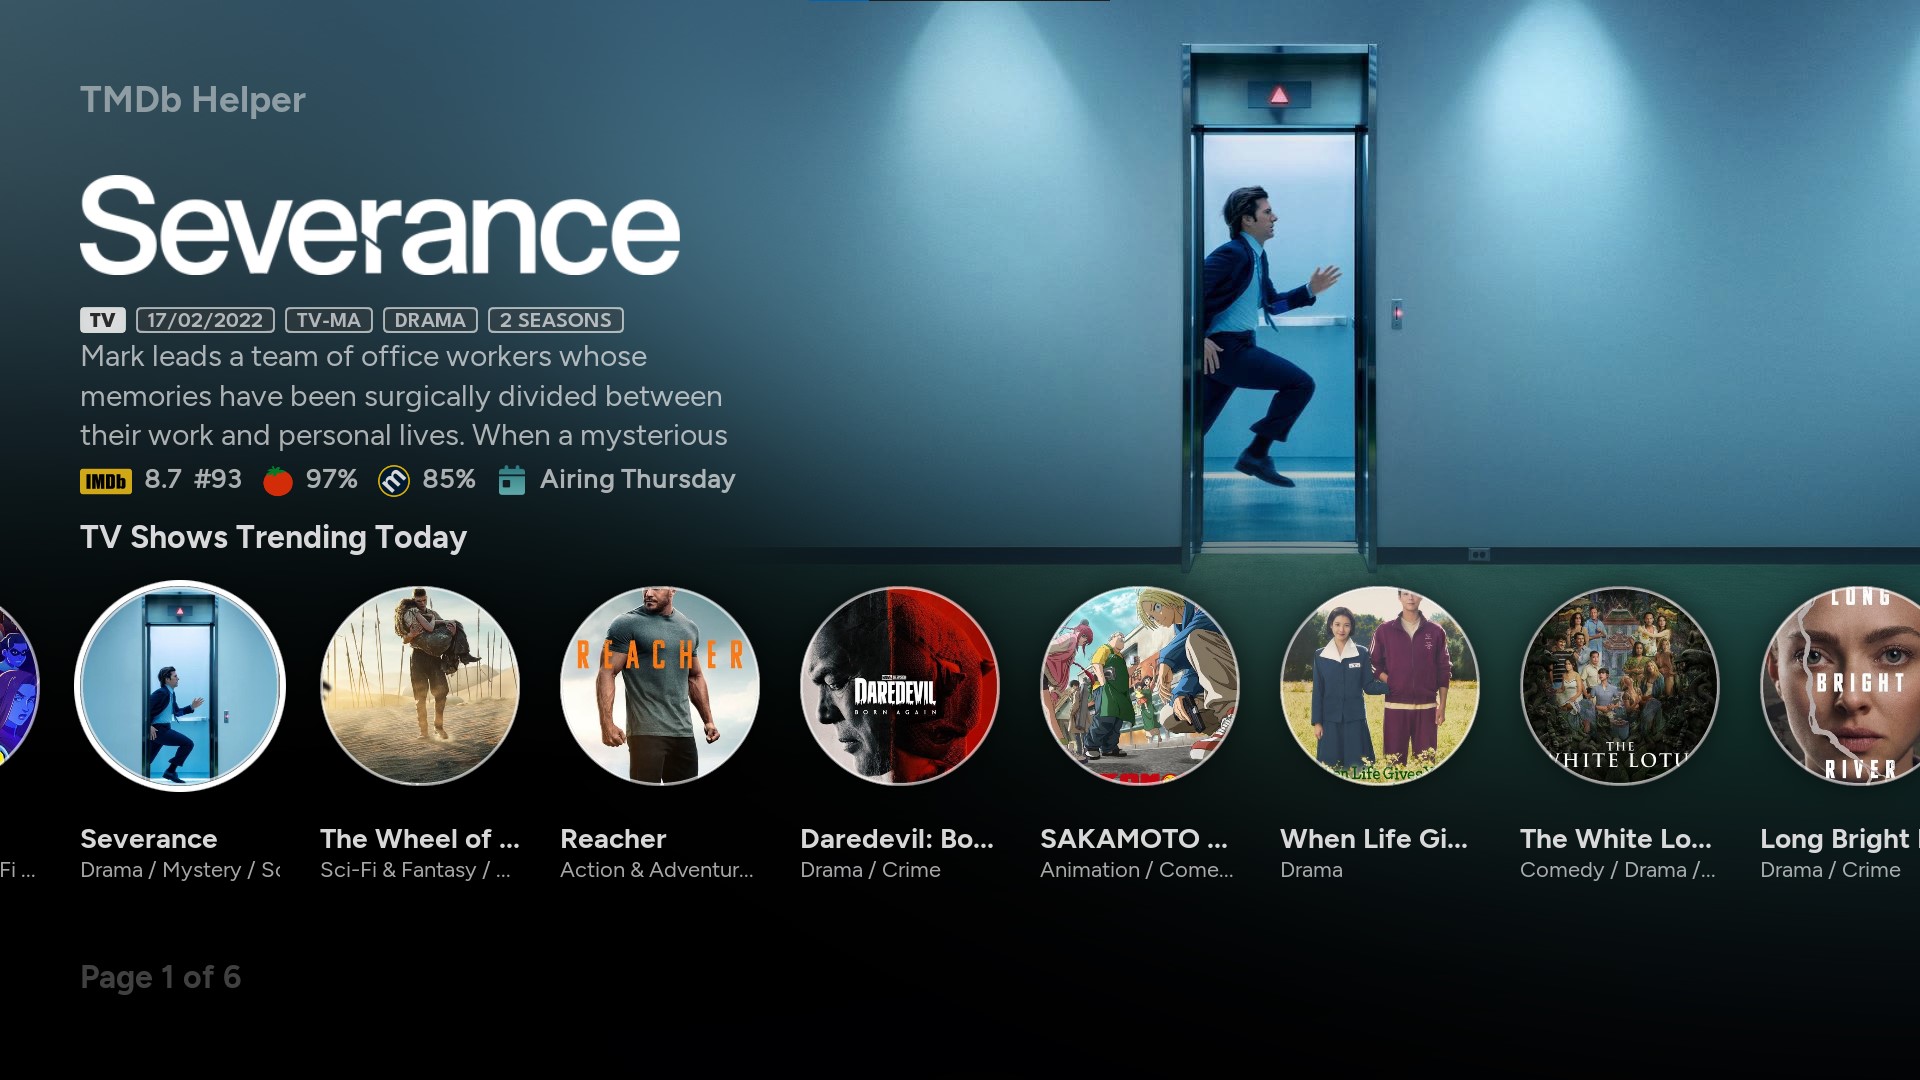 TMDb Helper
Severance
TV 17/02/2022 TV-MA DRAMA 2 SEASONS
Mark leads a team of office workers whose
memories have been surgically divided between
their work and personal lives. When a mysterious
IMDb 8.7 #93 97% m 85% Airing Thursday
TV Shows Trending Today
REACHER
DAREDEVIL
BORN AGAIN
Life Gives
THE
WHITE LOTU
LONG
BRIGHT
RIVER
Severance
The Wheel of ...
Reacher
Daredevil: Bo...
SAKAMOTO ...
When Life Gi...
The White Lo...
Long Bright
Fi ...
Drama / Mystery / Sc
Sci-Fi & Fantasy / ...
Action & Adventur...
Drama / Crime
Animation / Come...
Drama
Comedy / Drama /...
Drama / Crime
Page 1 of 6